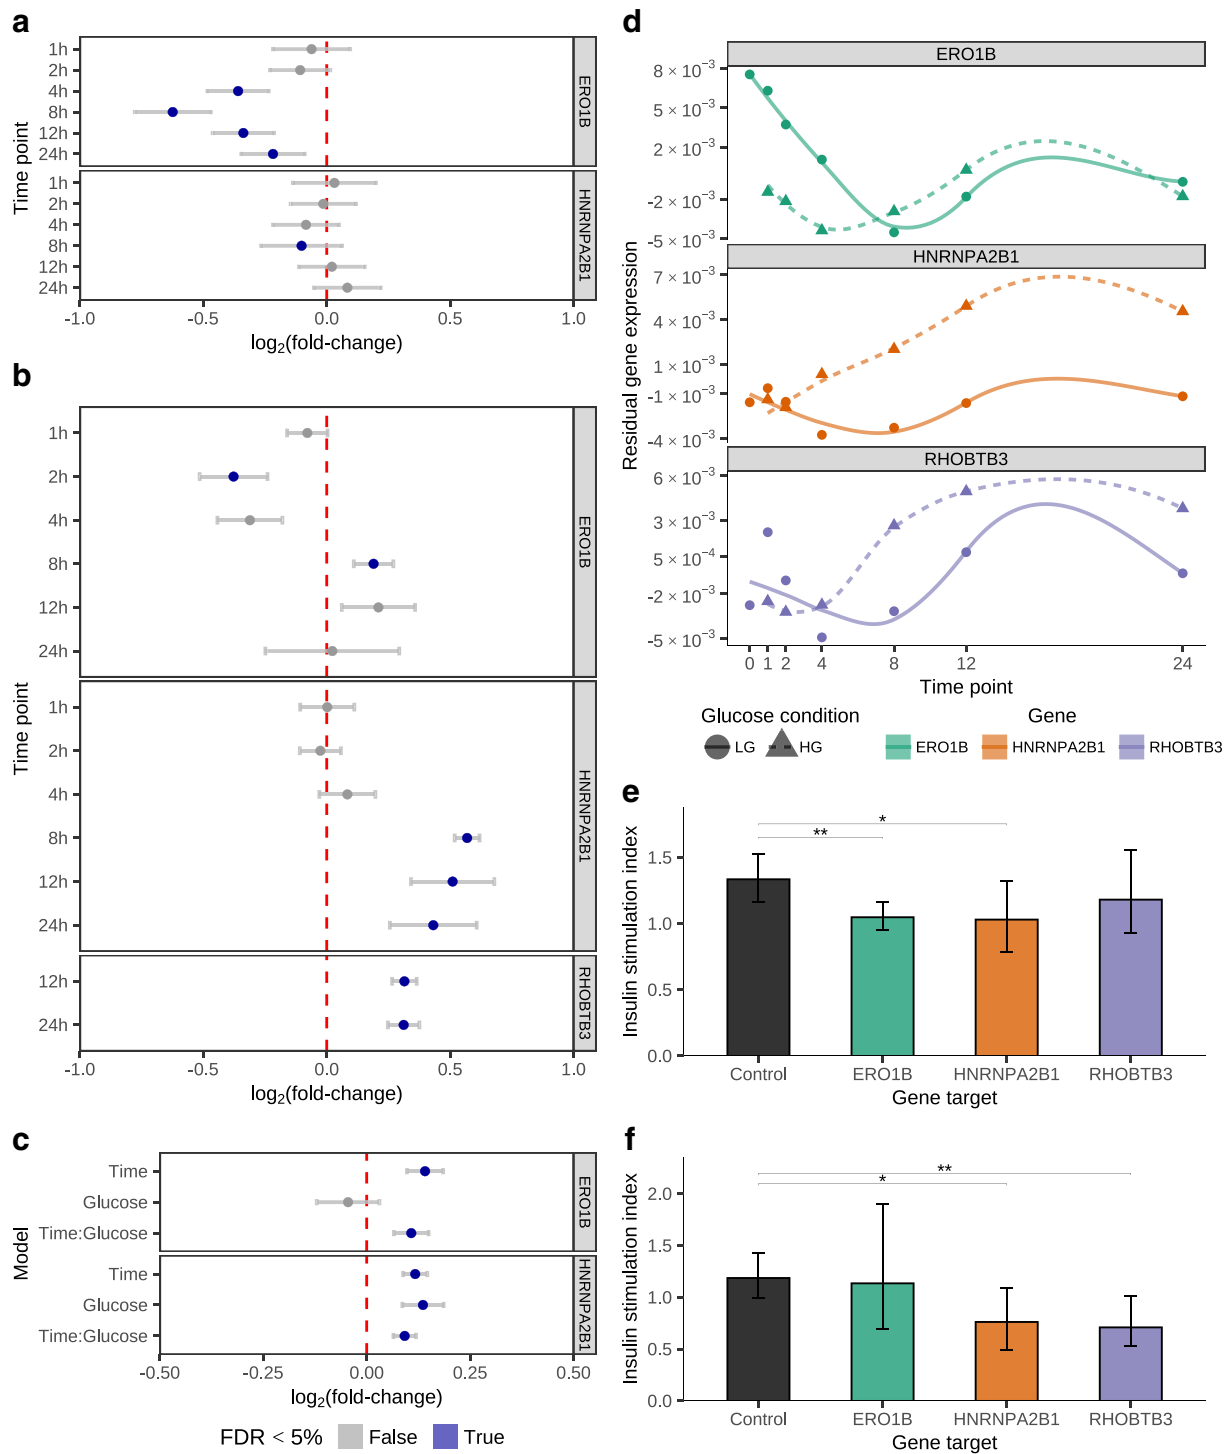 a
Time point
1h
2h
4h
8h
12h
24h
ERO1B
1h
2h
4h
8h
12h
24h
HNRNPA2B1
-1.0
-0.5
0.0
0.5
1.0
log2(fold-change)
b
Time point
1h
2h
4h
8h
12h
24h
ERO1B
1h
2h
4h
8h
12h
24h
HNRNPA2B1
12h
24h
RHOBTB3
-1.0
-0.5
0.0
0.5
1.0
log2(fold-change)
c
Model
Time
Glucose
Time:Glucose
ERO1B
Time
Glucose
Time:Glucose
HNRNPA2B1
-0.50
-0.25
0.00
0.25
0.50
log2(fold-change)
FDR < 5%
False
True
d
Residual gene expression
ERO1B
8 × 10⁻³
5 × 10⁻³
2 × 10⁻³
-2 × 10⁻³
-5 × 10⁻³
HNRNPA2B1
7 × 10⁻³
4 × 10⁻³
1 × 10⁻³
-1 × 10⁻³
-4 × 10⁻³
RHOBTB3
6 × 10⁻³
3 × 10⁻³
5 × 10⁻⁴
-2 × 10⁻³
-5 × 10⁻³
0 1 2 4 8 12 24
Time point
Glucose condition
LG
HG
Gene
ERO1B
HNRNPA2B1
RHOBTB3
e
Insulin stimulation index
1.5
1.0
0.5
0.0
**
*
Control
ERO1B
HNRNPA2B1
RHOBTB3
Gene target
f
Insulin stimulation index
2.0
1.5
1.0
0.5
0.0
**
*
Control
ERO1B
HNRNPA2B1
RHOBTB3
Gene target